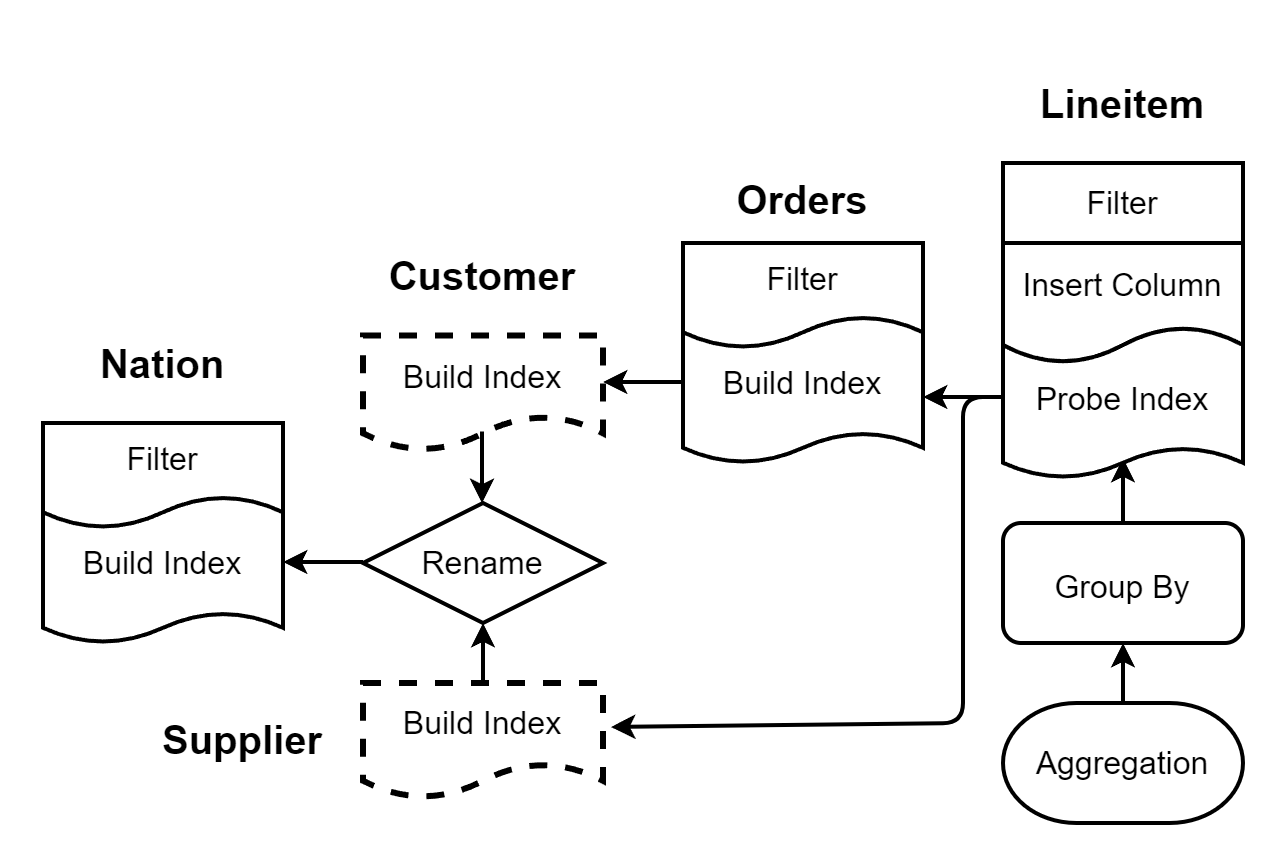 Lineitem
Filter
Insert Column
Probe Index
Group By
Aggregation
Orders
Filter
Build Index
Customer
Build Index
Rename
Nation
Filter
Build Index
Supplier
Build Index